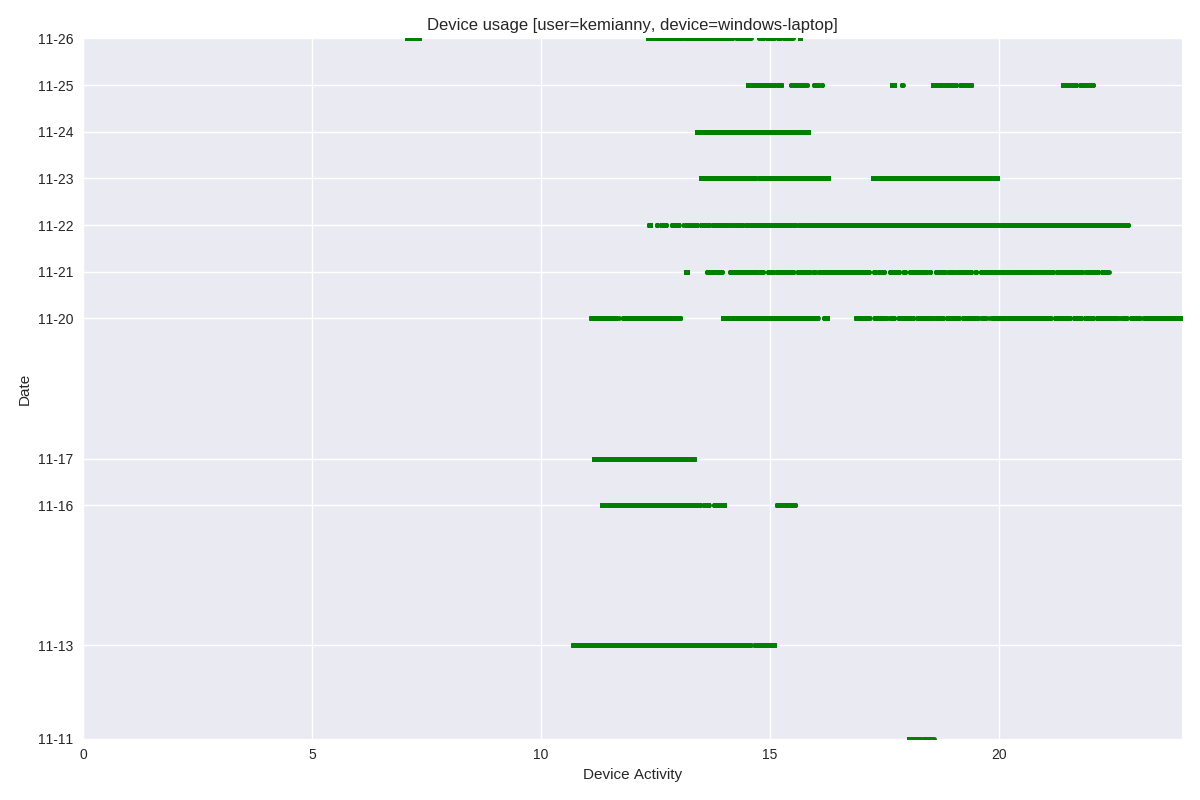 Device usage [user=kemianny, device=windows-laptop]
11-26
11-25
11-24
11-23
11-22
11-21
11-20
Date
11-17
11-16
11-13
11-11
0 5 10 15 20
Device Activity